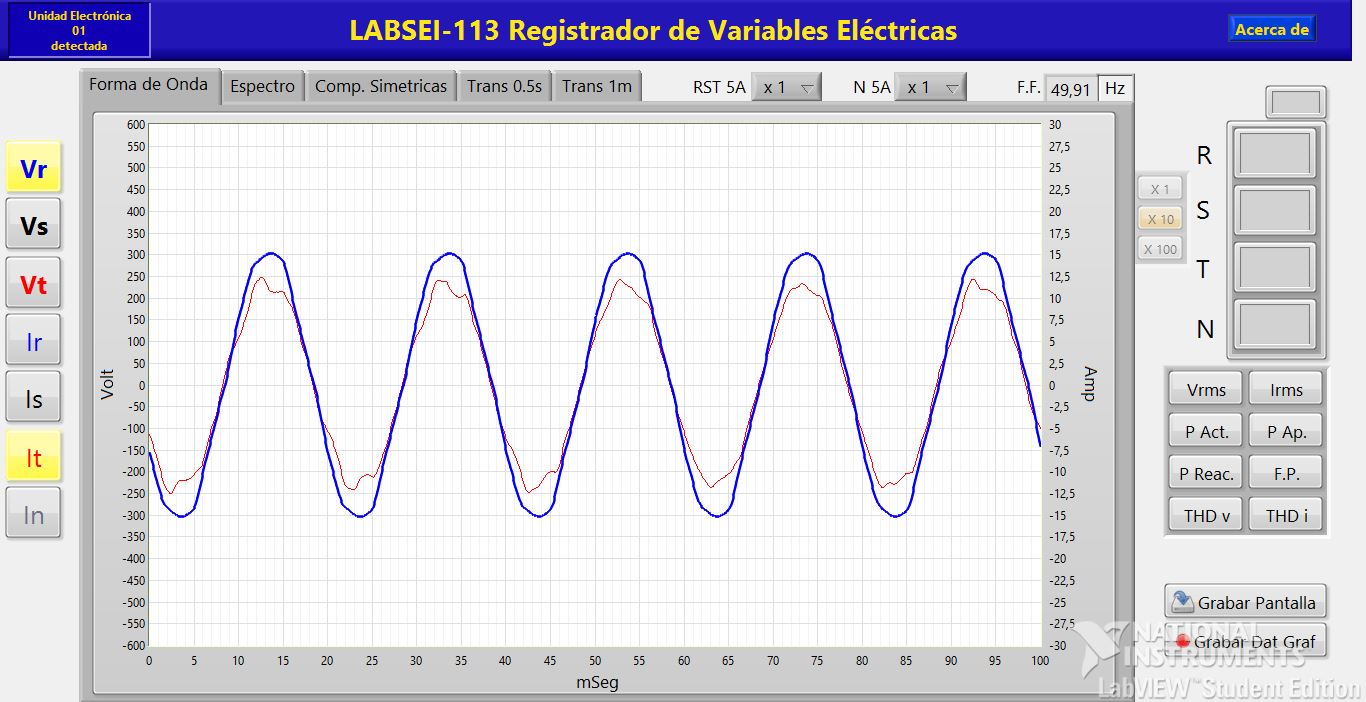 Unidad Electrónica
01
detectada
LABSEI-113 Registrador de Variables Eléctricas
Acerca de
Forma de Onda
Espectro
Comp. Simetricas
Trans 0.5s
Trans 1m
RST 5A
x 1
N 5A
x 1
F.F.
49,91
Hz
Vr
Vs
Vt
Ir
Is
It
In
Volt
600
550
500
450
400
350
300
250
200
150
100
50
0
-50
-100
-150
-200
-250
-300
-350
-400
-450
-500
-550
-600
0
5
10
15
20
25
30
35
40
45
50
55
60
65
70
75
80
85
90
95
100
mSeg
30
27,5
25
22,5
20
17,5
15
12,5
10
7,5
5
2,5
0
-2,5
-5
-7,5
-10
-12,5
-15
-17,5
-20
-22,5
-25
-27,5
-30
Amp
X 1
X 10
X 100
R
S
T
N
Vrms
Irms
P Act.
P Ap.
P Reac.
F.P.
THD v
THD i
Grabar Pantalla
Grabar Dat Graf
NATIONAL
INSTRUMENTS
LabVIEW™ Student Edition